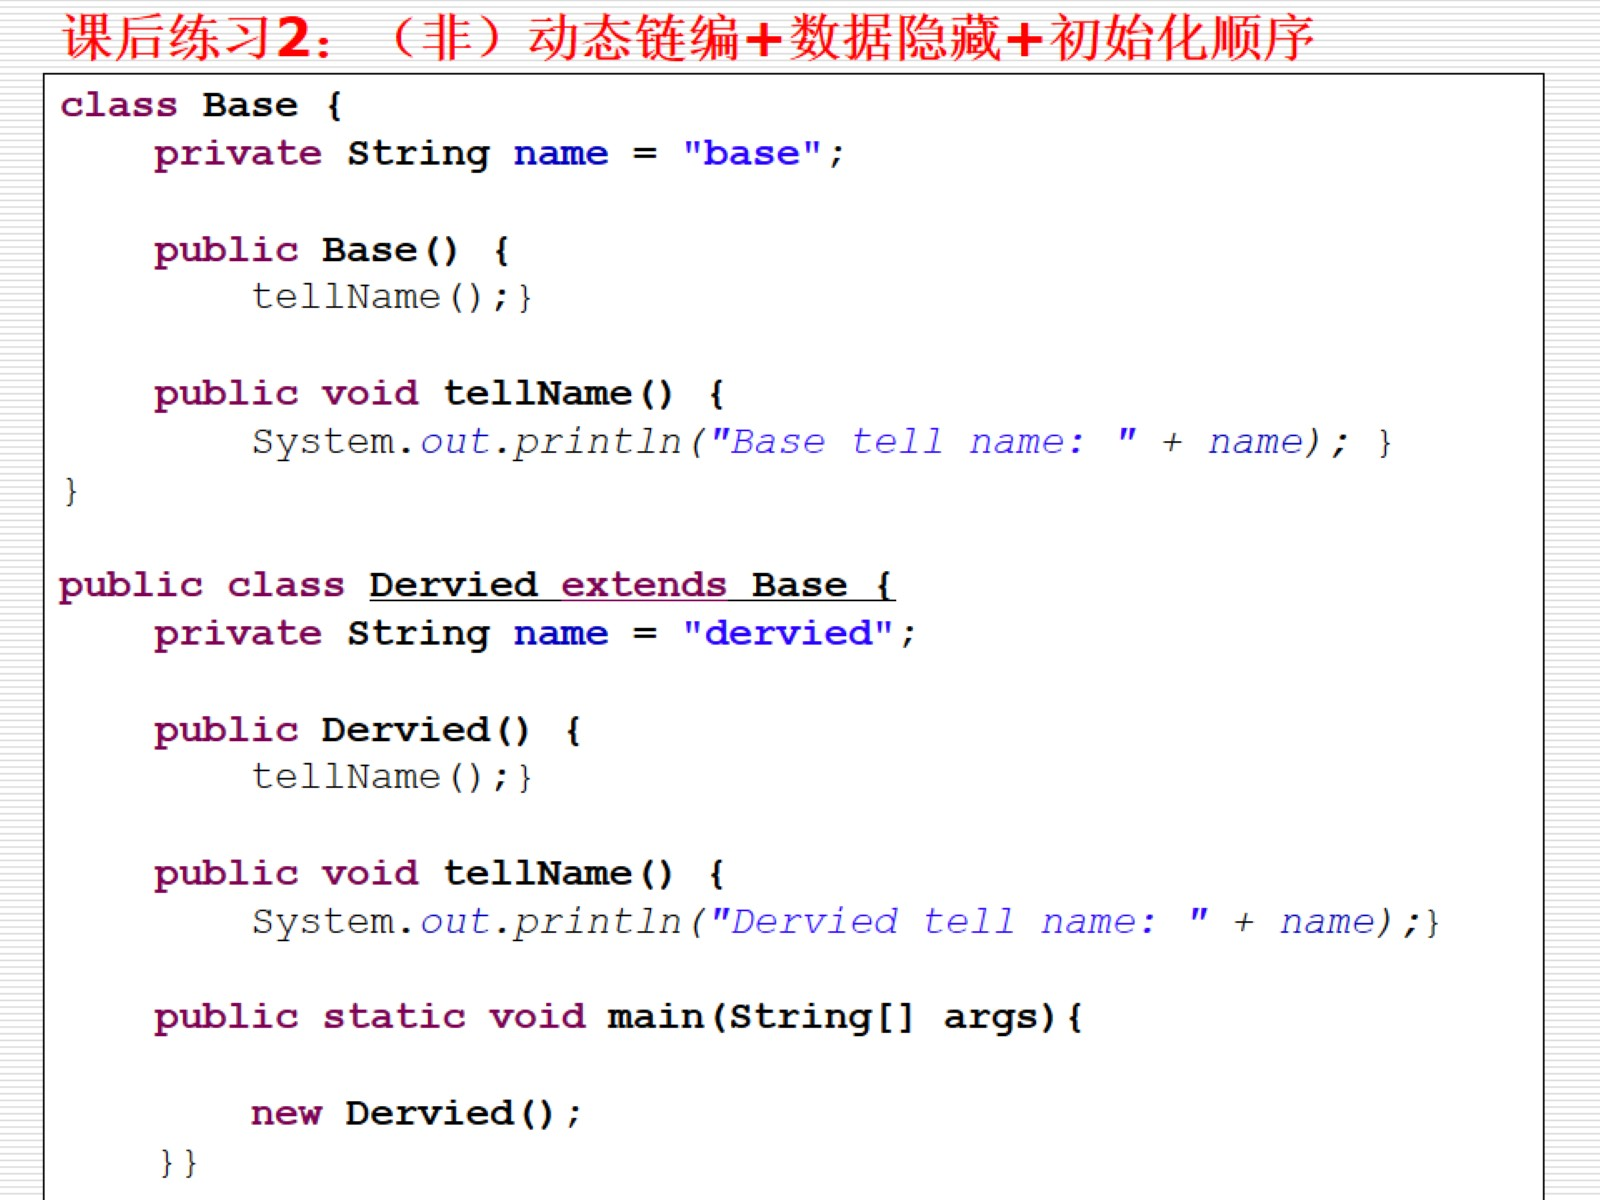 课后练习2：（非）动态链编+数据隐藏+初始化顺序
class Base {
private String name = "base";
public Base() {
tellName();}
public void tellName() {
System.out.println("Base tell name: " + name); }
}
public class Dervied extends Base {
private String name = "dervied";
public Dervied() {
tellName();}
public void tellName() {
System.out.println("Dervied tell name: " + name);}
public static void main(String[] args){
new Dervied();
}}